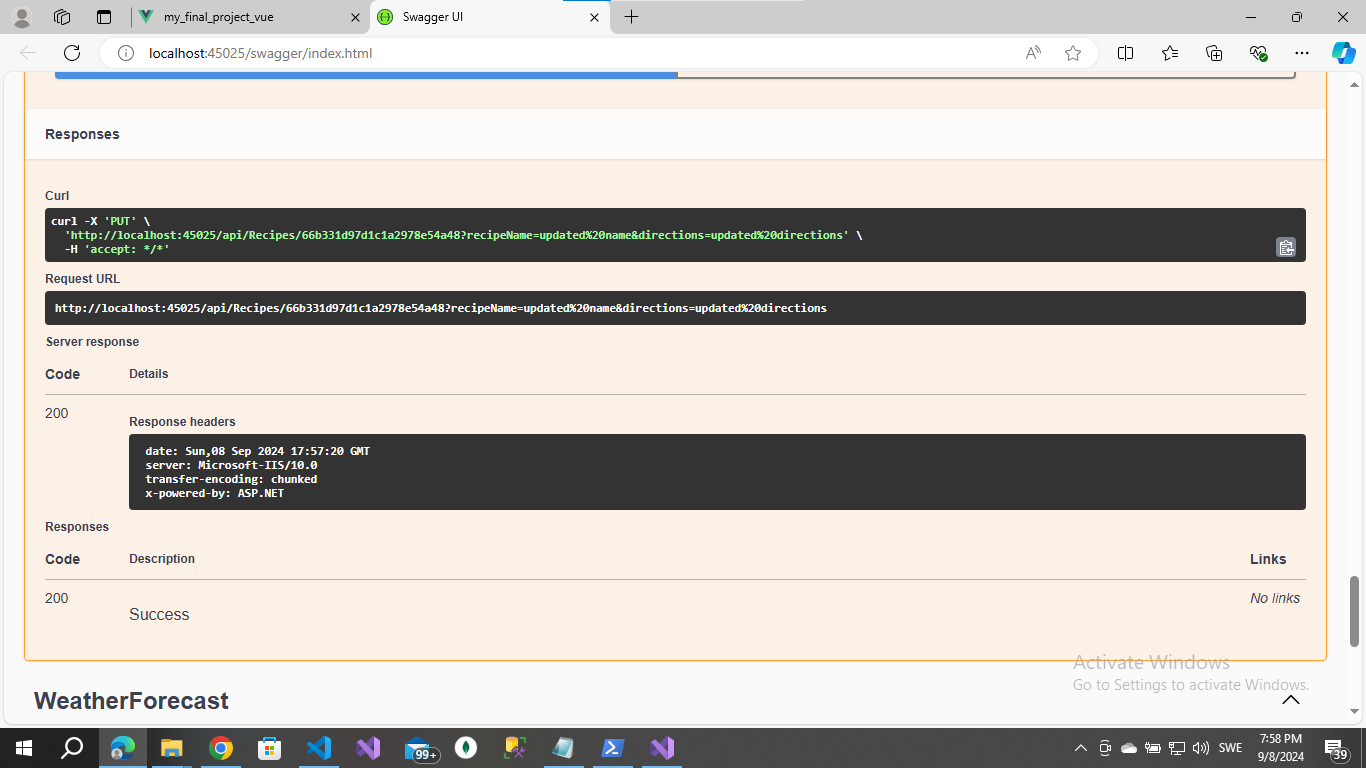 my_final_project_vue
Swagger UI
localhost:45025/swagger/index.html
Responses
Curl
curl -X 'PUT' \
'http://localhost:45025/api/Recipes/66b331d97d1c1a2978e54a48?recipeName=updated%20name&directions=updated%20directions' \
-H 'accept: */*'
Request URL
http://localhost:45025/api/Recipes/66b331d97d1c1a2978e54a48?recipeName=updated%20name&directions=updated%20directions
Server response
Code Details
200
Response headers
date: Sun,08 Sep 2024 17:57:20 GMT
server: Microsoft-IIS/10.0
transfer-encoding: chunked
x-powered-by: ASP.NET
Responses
Code Description Links
200 No links
Success
Activate Windows
Go to Settings to activate Windows.
WeatherForecast
99+
SWE
7:58 PM
9/8/2024
39